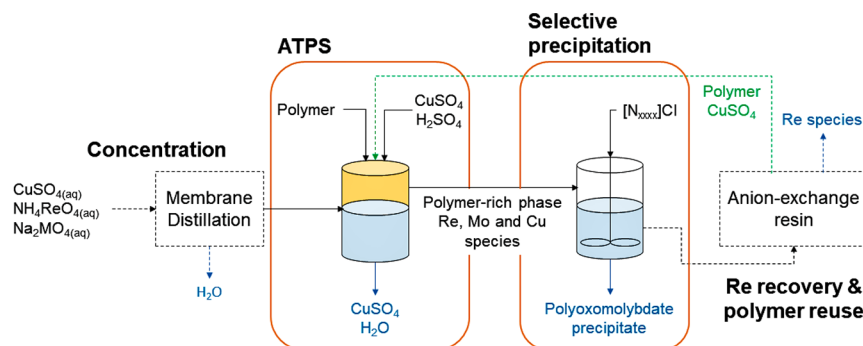 Selective
precipitation
ATPS
Polymer
CuSO4
H2SO4
[Nxxxx]Cl
Polymer
CuSO4
Re species
Concentration
CuSO4(aq)
NH4ReO4(aq)
Na2MO4(aq)
Membrane
Distillation
Polymer-rich phase
Re, Mo and Cu
species
Anion-exchange
resin
H2O
CuSO4
H2O
Polyoxomolybdate
precipitate
Re recovery &
polymer reuse